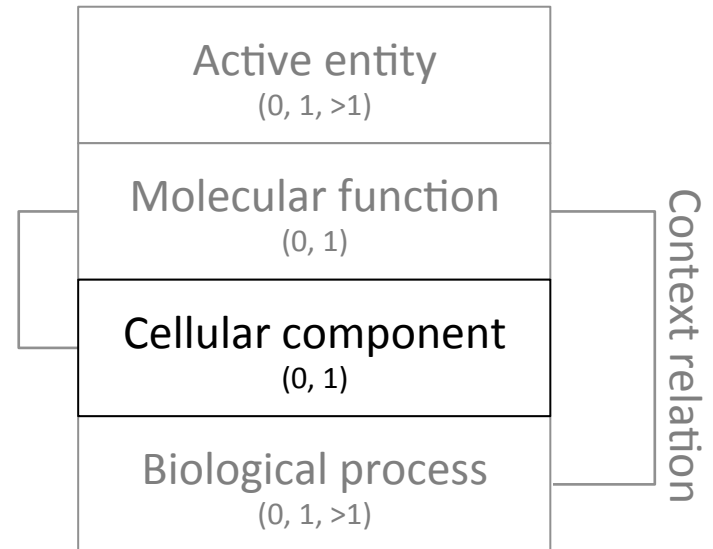 Active entity
(0, 1, >1)
Molecular function
(0, 1)
Cellular component
(0, 1)
Biological process
(0, 1, >1)
Context relation